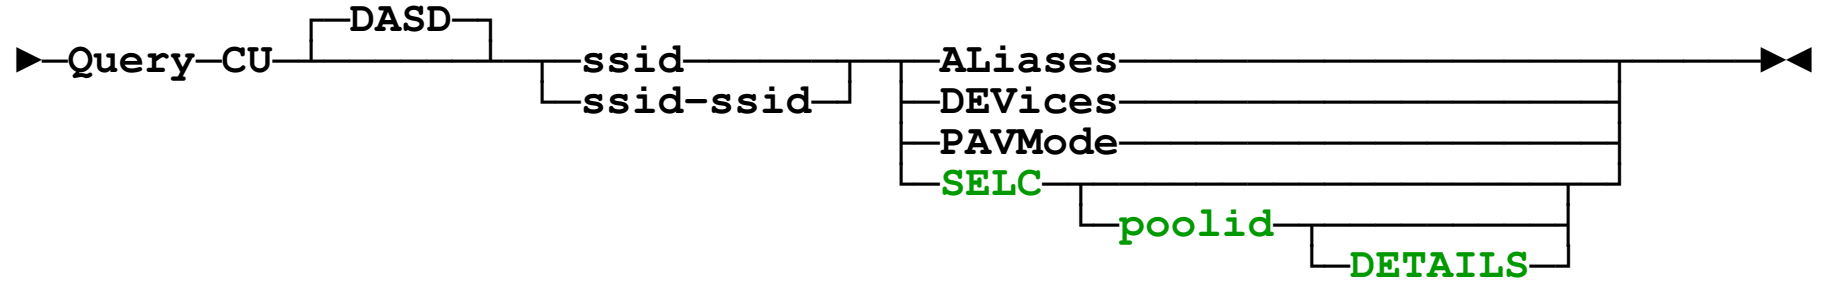 DASD
Query CU ssid ALiases
ssid-ssid DEVices
PAVMode
SELC
poolid
DETAILS